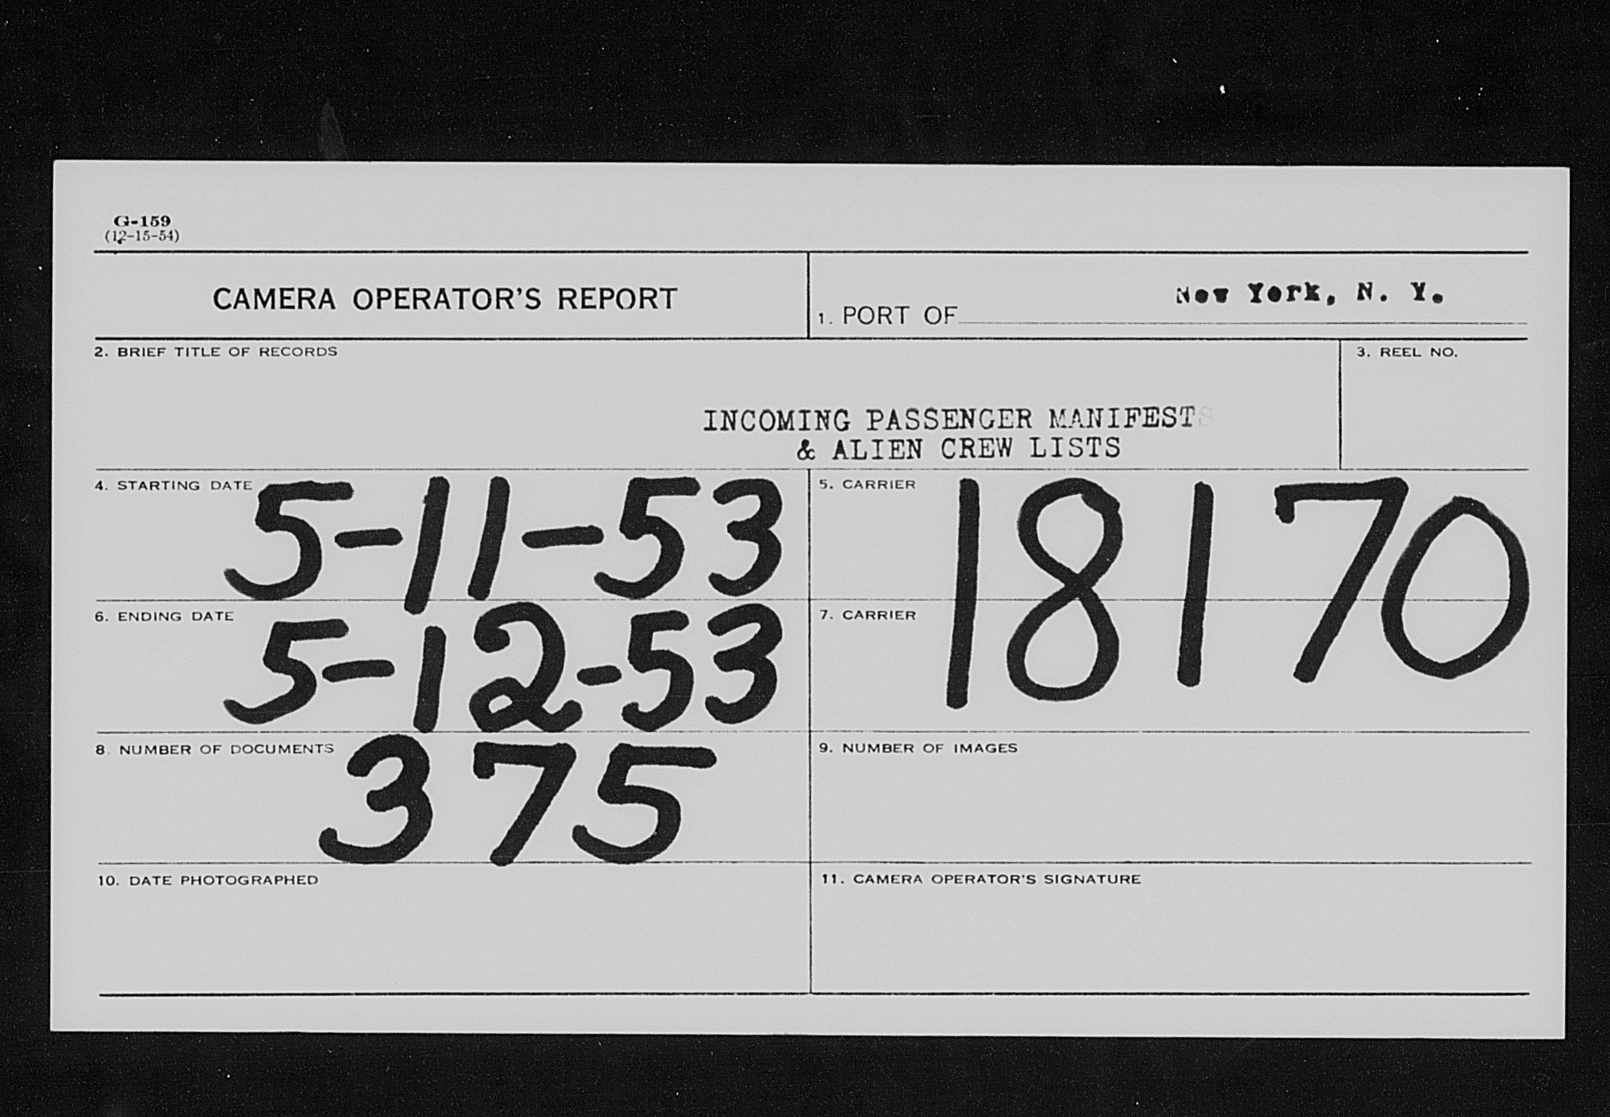 G-159
(12-15-54)
CAMERA OPERATOR'S REPORT
1. PORT OF New York, N. Y.
2. BRIEF TITLE OF RECORDS
3. REEL NO.
INCOMING PASSENGER MANIFESTS
& ALIEN CREW LISTS
4. STARTING DATE 5-11-53
5. CARRIER 18170
6. ENDING DATE 5-12-53
7. CARRIER
8. NUMBER OF DOCUMENTS 375
9. NUMBER OF IMAGES
10. DATE PHOTOGRAPHED
11. CAMERA OPERATOR'S SIGNATURE